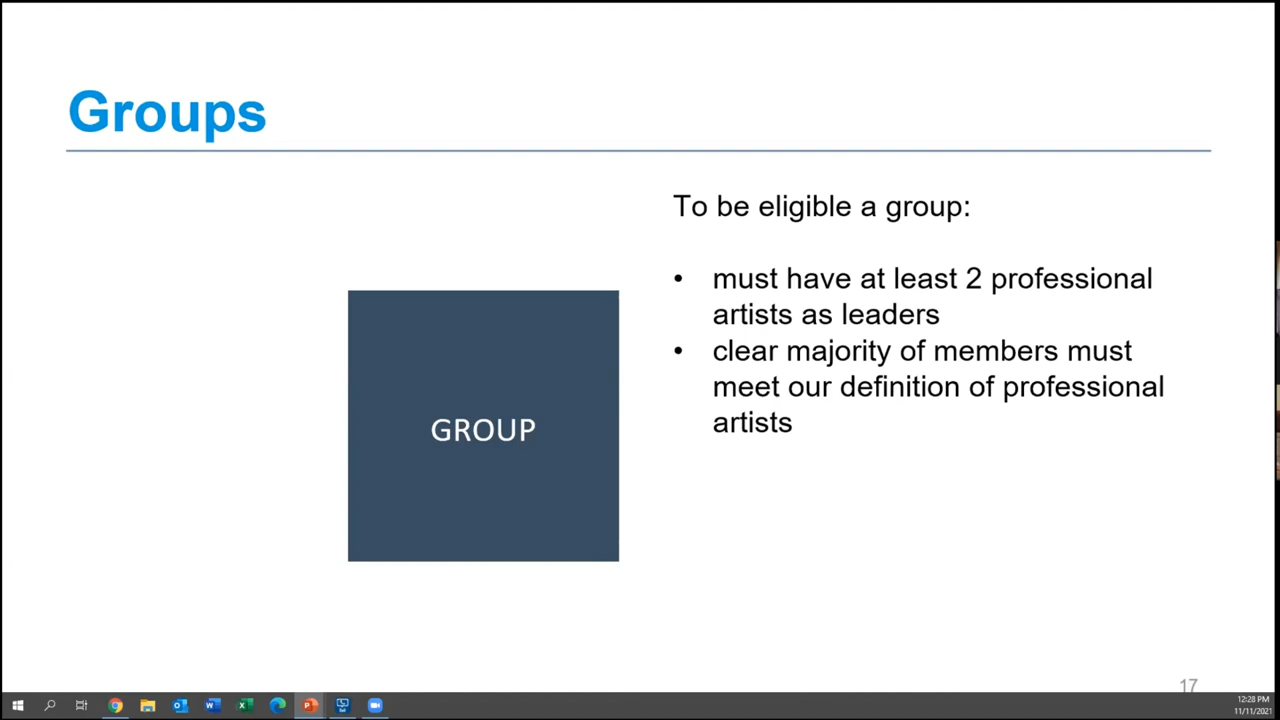 Groups
To be eligible a group:
• must have at least 2 professional
artists as leaders
• clear majority of members must
meet our definition of professional
artists
GROUP
17
12:28 PM
11/11/2021